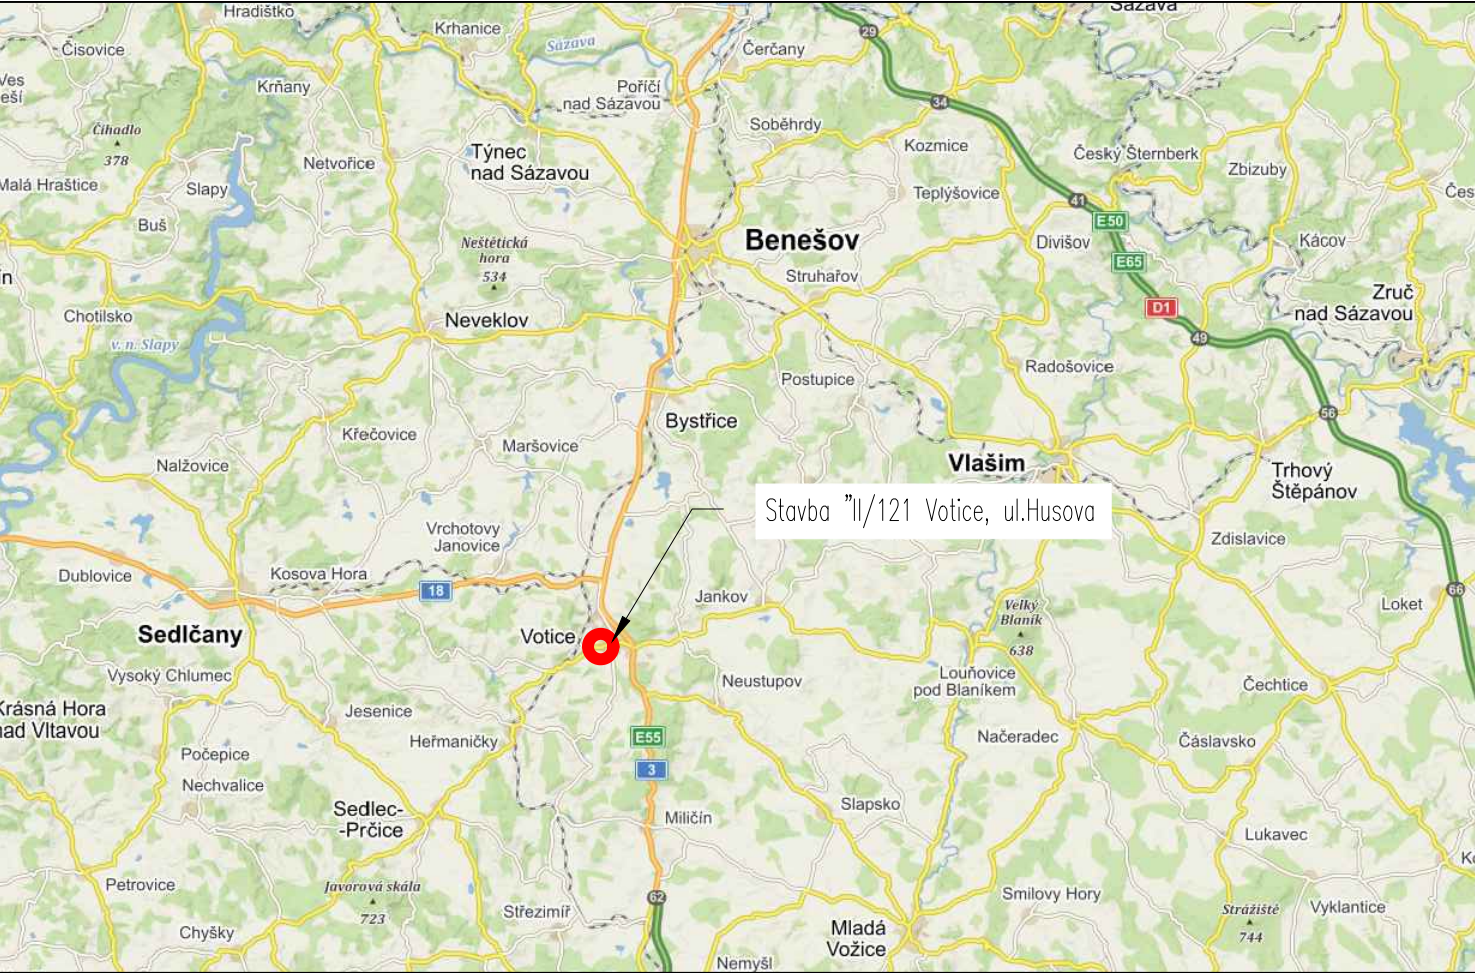 Hradištko
Krhanice
Sázava
Čisovice
Sázava
Čerčany
29
Krňany
Poříčí
nad Sázavou
34
Čihadlo
378
Soběhrdy
Kozmice
Netvořice
Týnec
nad Sázavou
Český Šternberk
Zbizuby
Malá Hraštice
Slapy
Teplýšovice
41
Buš
E50
Neštětická
hora
534
Benešov
Divišov
Kácov
E65
Struhařov
D1
Zruč
nad Sázavou
Chotilsko
Neveklov
v. n. Slapy
49
Radošovice
Postupice
56
Křečovice
Bystřice
Maršovice
Nalžovice
Vlašim
Trhový
Štěpánov
Stavba "II/121 Votice, ul.Husova
Vrchotovy
Janovice
Zdislavice
Dublovice
Kosova Hora
18
66
Jankov
Velký
Blaník
638
Loket
Sedlčany
Votice
Vysoký Chlumec
Neustupov
Louňovice
pod Blaníkem
Čechtice
Krásná Hora
nad Vltavou
Jesenice
Heřmaničky
E55
Načeradec
Čáslavsko
Počepice
3
Nechvalice
Sedlec-
-Prčice
Slapsko
Miličín
Lukavec
Petrovice
Javorová skála
723
62
Smilovy Hory
Střezimíř
Strážiště
744
Vyklantice
Chyšky
Mladá
Vožice
Nemyšl